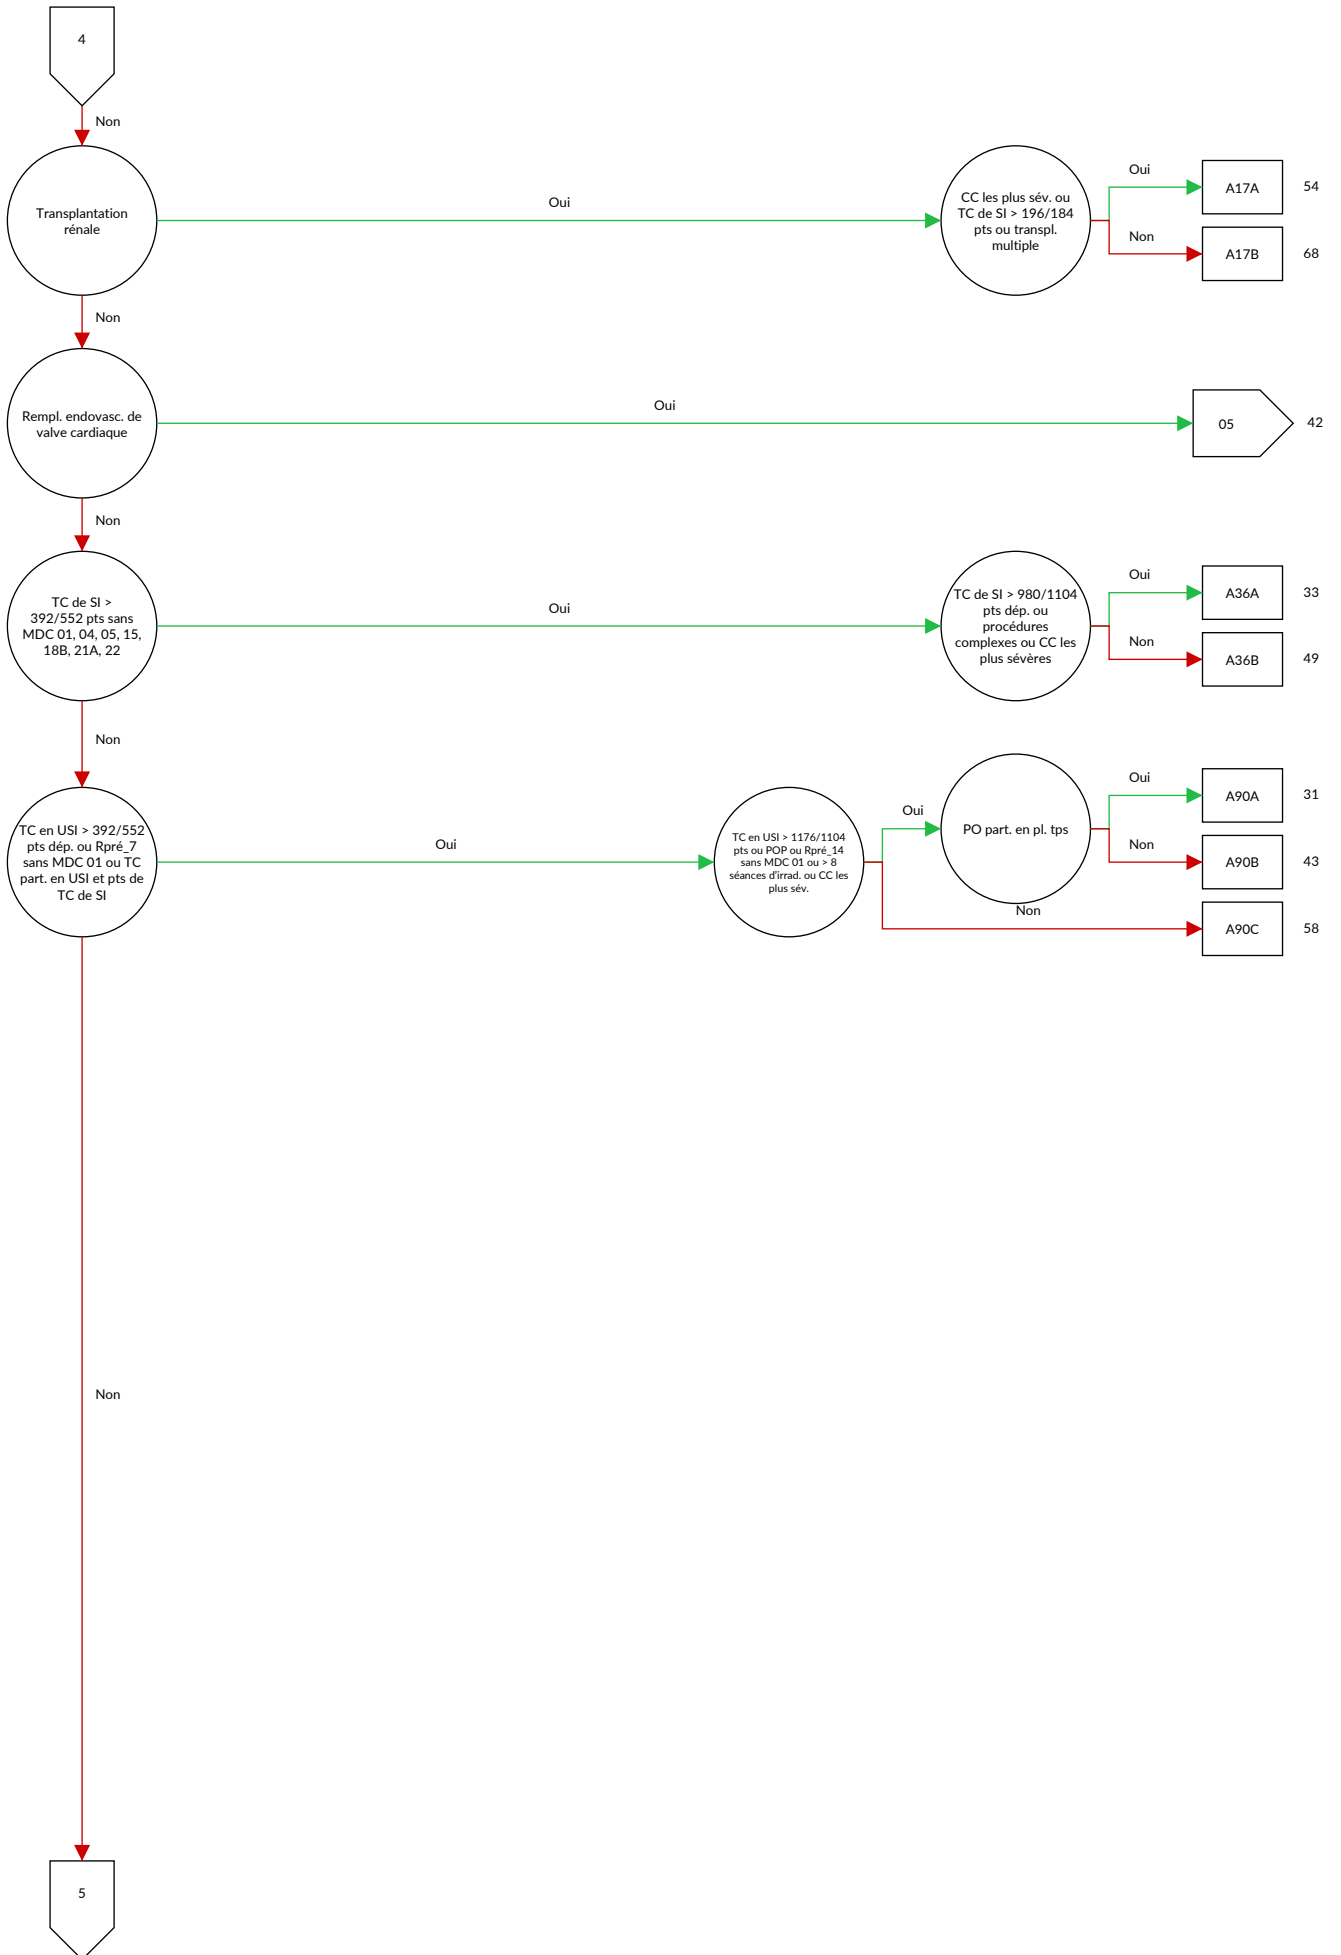 4
Non
Transplantation
rénale
Oui
CC les plus sév. ou
TC de SI > 196/184
pts ou transpl.
multiple
Oui
A17A
54
Non
A17B
68
Non
Rempl. endovasc. de
valve cardiaque
Oui
05
42
Non
TC de SI >
392/552 pts sans
MDC 01, 04, 05, 15,
18B, 21A, 22
Oui
TC de SI > 980/1104
pts dép. ou
procédures
complexes ou CC les
plus sévères
Oui
A36A
33
Non
A36B
49
Non
TC en USI > 392/552
pts dép. ou Rpré_7
sans MDC 01 ou TC
part. en USI et pts de
TC de SI
Oui
TC en USI > 1176/1104
pts ou POP ou Rpré_14
sans MDC 01 ou > 8
séances d'irrad. ou CC les
plus sév.
Oui
PO part. en pl. tps
Oui
A90A
31
Non
A90B
43
Non
A90C
58
Non
5